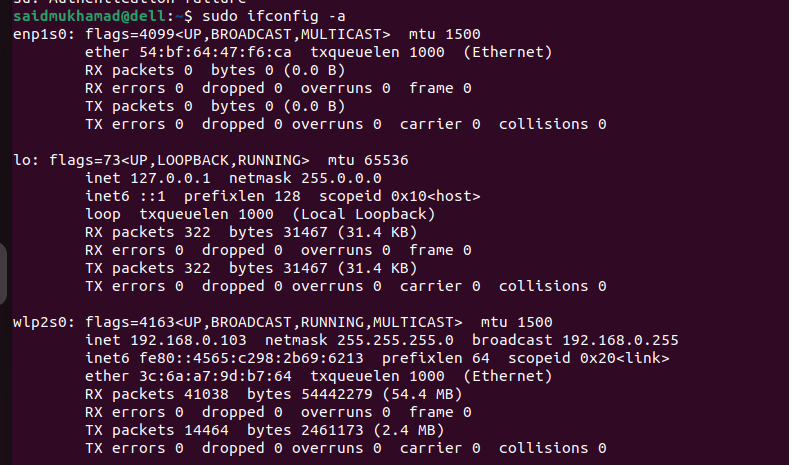 su: Authentication failure
saidmukhamad@dell:~$ sudo ifconfig -a
enp1s0: flags=4099<UP,BROADCAST,MULTICAST>  mtu 1500
        ether 54:bf:64:47:f6:ca  txqueuelen 1000  (Ethernet)
        RX packets 0  bytes 0 (0.0 B)
        RX errors 0  dropped 0  overruns 0  frame 0
        TX packets 0  bytes 0 (0.0 B)
        TX errors 0  dropped 0 overruns 0  carrier 0  collisions 0

lo: flags=73<UP,LOOPBACK,RUNNING>  mtu 65536
        inet 127.0.0.1  netmask 255.0.0.0
        inet6 ::1  prefixlen 128  scopeid 0x10<host>
        loop  txqueuelen 1000  (Local Loopback)
        RX packets 322  bytes 31467 (31.4 KB)
        RX errors 0  dropped 0  overruns 0  frame 0
        TX packets 322  bytes 31467 (31.4 KB)
        TX errors 0  dropped 0 overruns 0  carrier 0  collisions 0

wlp2s0: flags=4163<UP,BROADCAST,RUNNING,MULTICAST>  mtu 1500
        inet 192.168.0.103  netmask 255.255.255.0  broadcast 192.168.0.255
        inet6 fe80::4565:c298:2b69:6213  prefixlen 64  scopeid 0x20<link>
        ether 3c:6a:a7:9d:b7:64  txqueuelen 1000  (Ethernet)
        RX packets 41038  bytes 54442279 (54.4 MB)
        RX errors 0  dropped 0  overruns 0  frame 0
        TX packets 14464  bytes 2461173 (2.4 MB)
        TX errors 0  dropped 0 overruns 0  carrier 0  collisions 0